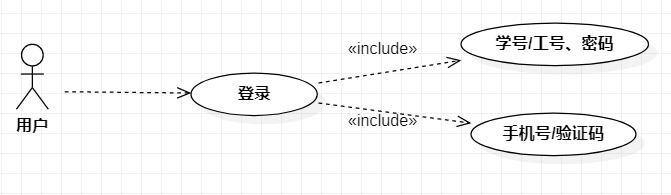 «include»
学号/工号、密码
登录
用户
«include»
手机号/验证码